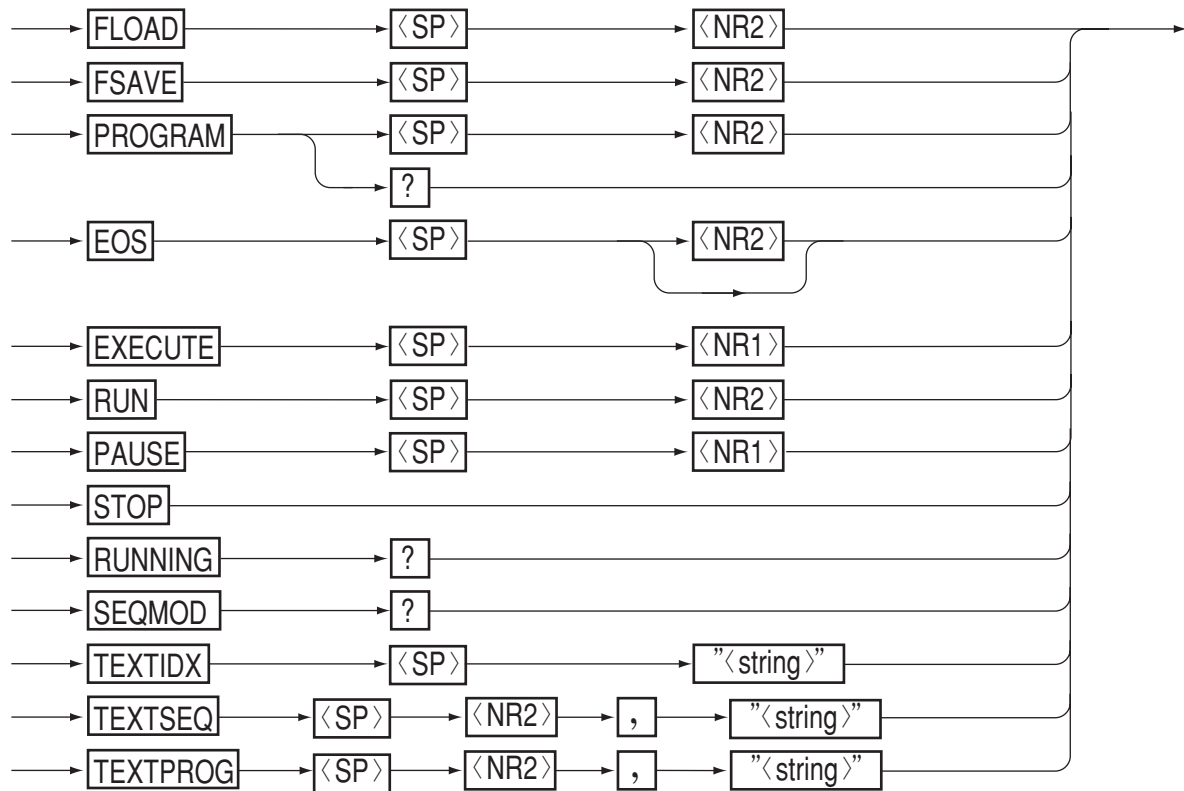 FLOAD 〈SP〉 〈NR2〉
FSAVE 〈SP〉 〈NR2〉
PROGRAM 〈SP〉 〈NR2〉
?
EOS 〈SP〉 〈NR2〉
EXECUTE 〈SP〉 〈NR1〉
RUN 〈SP〉 〈NR2〉
PAUSE 〈SP〉 〈NR1〉
STOP
RUNNING ?
SEQMOD ?
TEXTIDX 〈SP〉 ”〈string〉”
TEXTSEQ 〈SP〉 〈NR2〉 , ”〈string〉”
TEXTPROG 〈SP〉 〈NR2〉 , ”〈string〉”